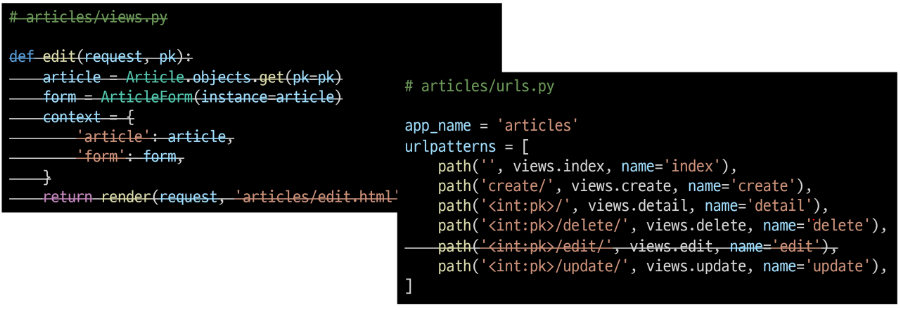 # articles/views.py
def edit(request, pk):
    article = Article.objects.get(pk=pk)
    form = ArticleForm(instance=article)
    context = {
        'article': article,
        'form': form,
    }
    return render(request, 'articles/edit.html'
# articles/urls.py
app_name = 'articles'
urlpatterns = [
    path('', views.index, name='index'),
    path('create/', views.create, name='create'),
    path('<int:pk>/', views.detail, name='detail'),
    path('<int:pk>/delete/', views.delete, name='delete'),
    path('<int:pk>/edit/', views.edit, name='edit'),
    path('<int:pk>/update/', views.update, name='update'),
]